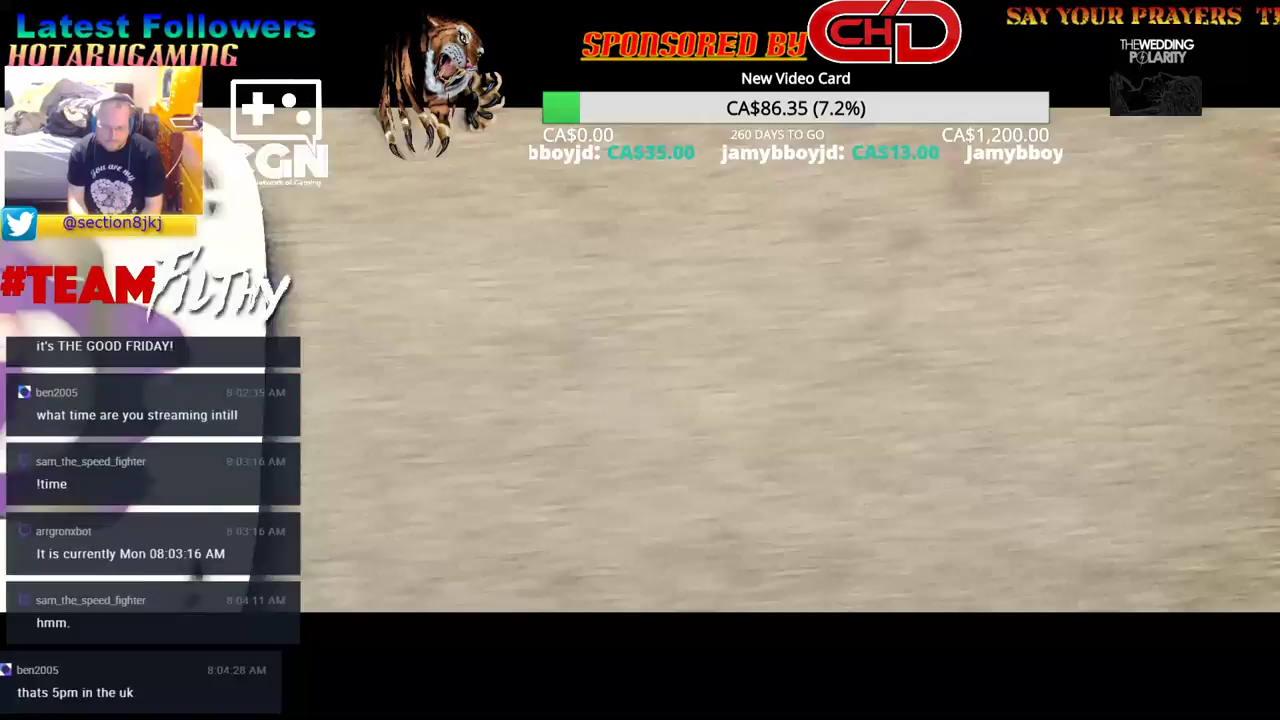 Latest Followers
HOTARUGAMING
You are my
@section8jkj
CGN
#TEAMFILTHY
it's THE GOOD FRIDAY!
ben2005 8:02:35 AM
what time are you streaming intill
sam_the_speed_fighter 8:03:16 AM
!time
arrgronxbot 8:03:16 AM
It is currently Mon 08:03:16 AM
sam_the_speed_fighter 8:04:11 AM
hmm.
ben2005 8:04:28 AM
thats 5pm in the uk
SPONSORED BY CHD
New Video Card
CA$86.35 (7.2%)
CA$0.00 260 DAYS TO GO CA$1,200.00
bboyjd: CA$35.00 jamybboyjd: CA$13.00 Jamybboy
SAY YOUR PRAYERS
THE WEDDING
POLARITY